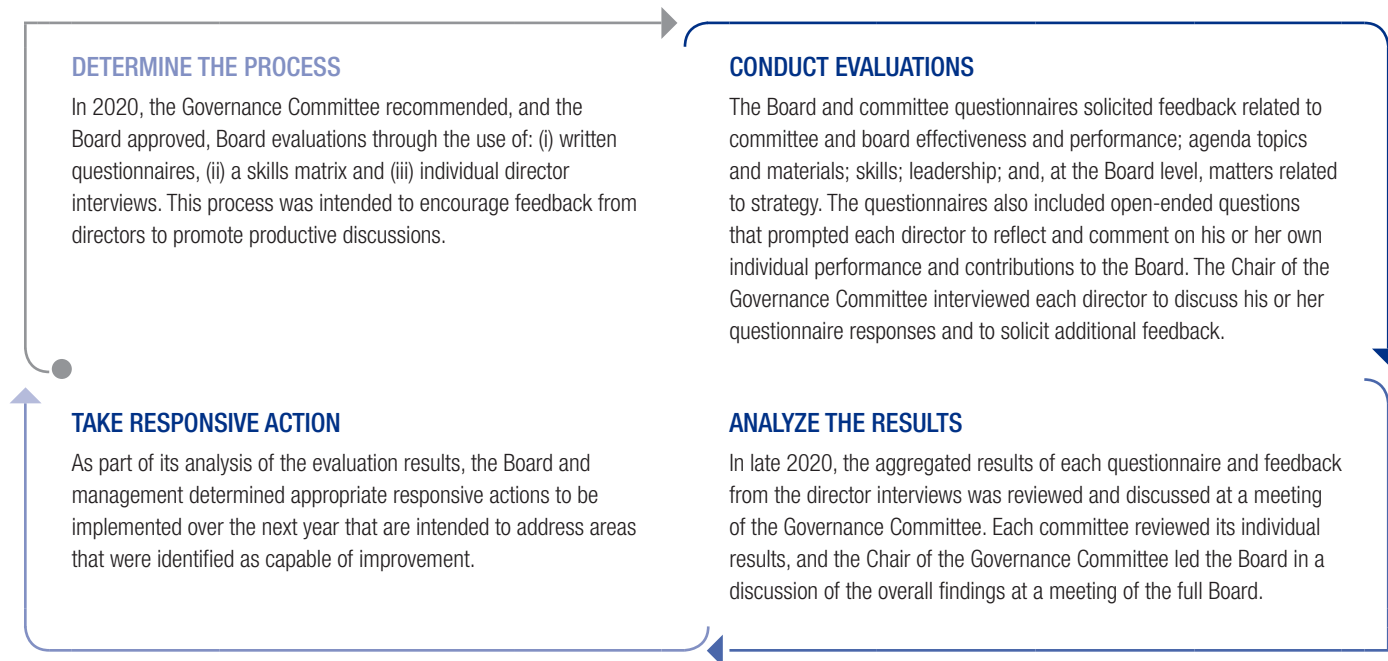 DETERMINE THE PROCESS
In 2020, the Governance Committee recommended, and the
Board approved, Board evaluations through the use of: (i) written
questionnaires, (ii) a skills matrix and (iii) individual director
interviews. This process was intended to encourage feedback from
directors to promote productive discussions.
CONDUCT EVALUATIONS
The Board and committee questionnaires solicited feedback related to
committee and board effectiveness and performance; agenda topics
and materials; skills; leadership; and, at the Board level, matters related
to strategy. The questionnaires also included open-ended questions
that prompted each director to reflect and comment on his or her own
individual performance and contributions to the Board. The Chair of the
Governance Committee interviewed each director to discuss his or her
questionnaire responses and to solicit additional feedback.
TAKE RESPONSIVE ACTION
As part of its analysis of the evaluation results, the Board and
management determined appropriate responsive actions to be
implemented over the next year that are intended to address areas
that were identified as capable of improvement.
ANALYZE THE RESULTS
In late 2020, the aggregated results of each questionnaire and feedback
from the director interviews was reviewed and discussed at a meeting
of the Governance Committee. Each committee reviewed its individual
results, and the Chair of the Governance Committee led the Board in a
discussion of the overall findings at a meeting of the full Board.